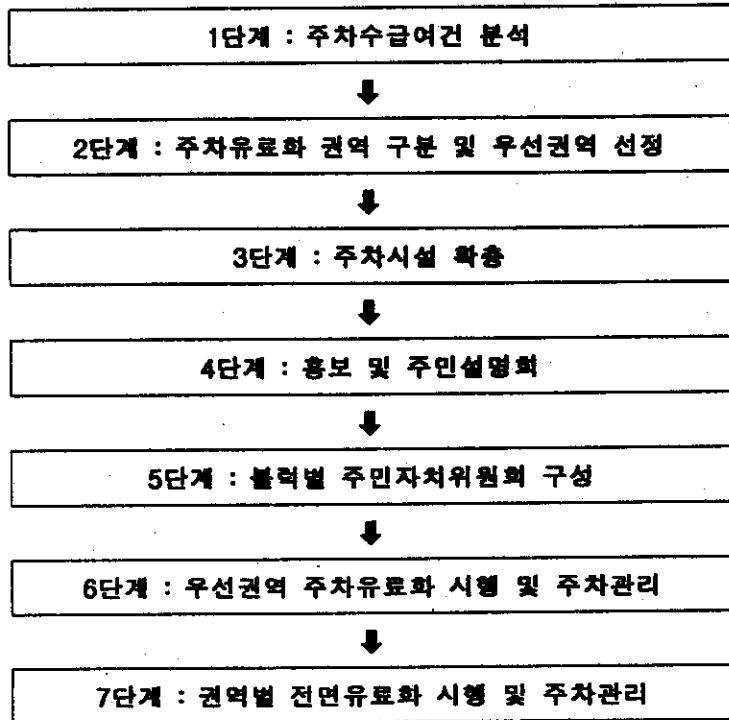 1단계 : 주차수급여건 분석
2단계 : 주차유료화 권역 구분 및 우선권역 선정
3단계 : 주차시설 확충
4단계 : 홍보 및 주민설명회
5단계 : 블럭별 주민자치위원회 구성
6단계 : 우선권역 주차유료화 시행 및 주차관리
7단계 : 권역별 전면유료화 시행 및 주차관리